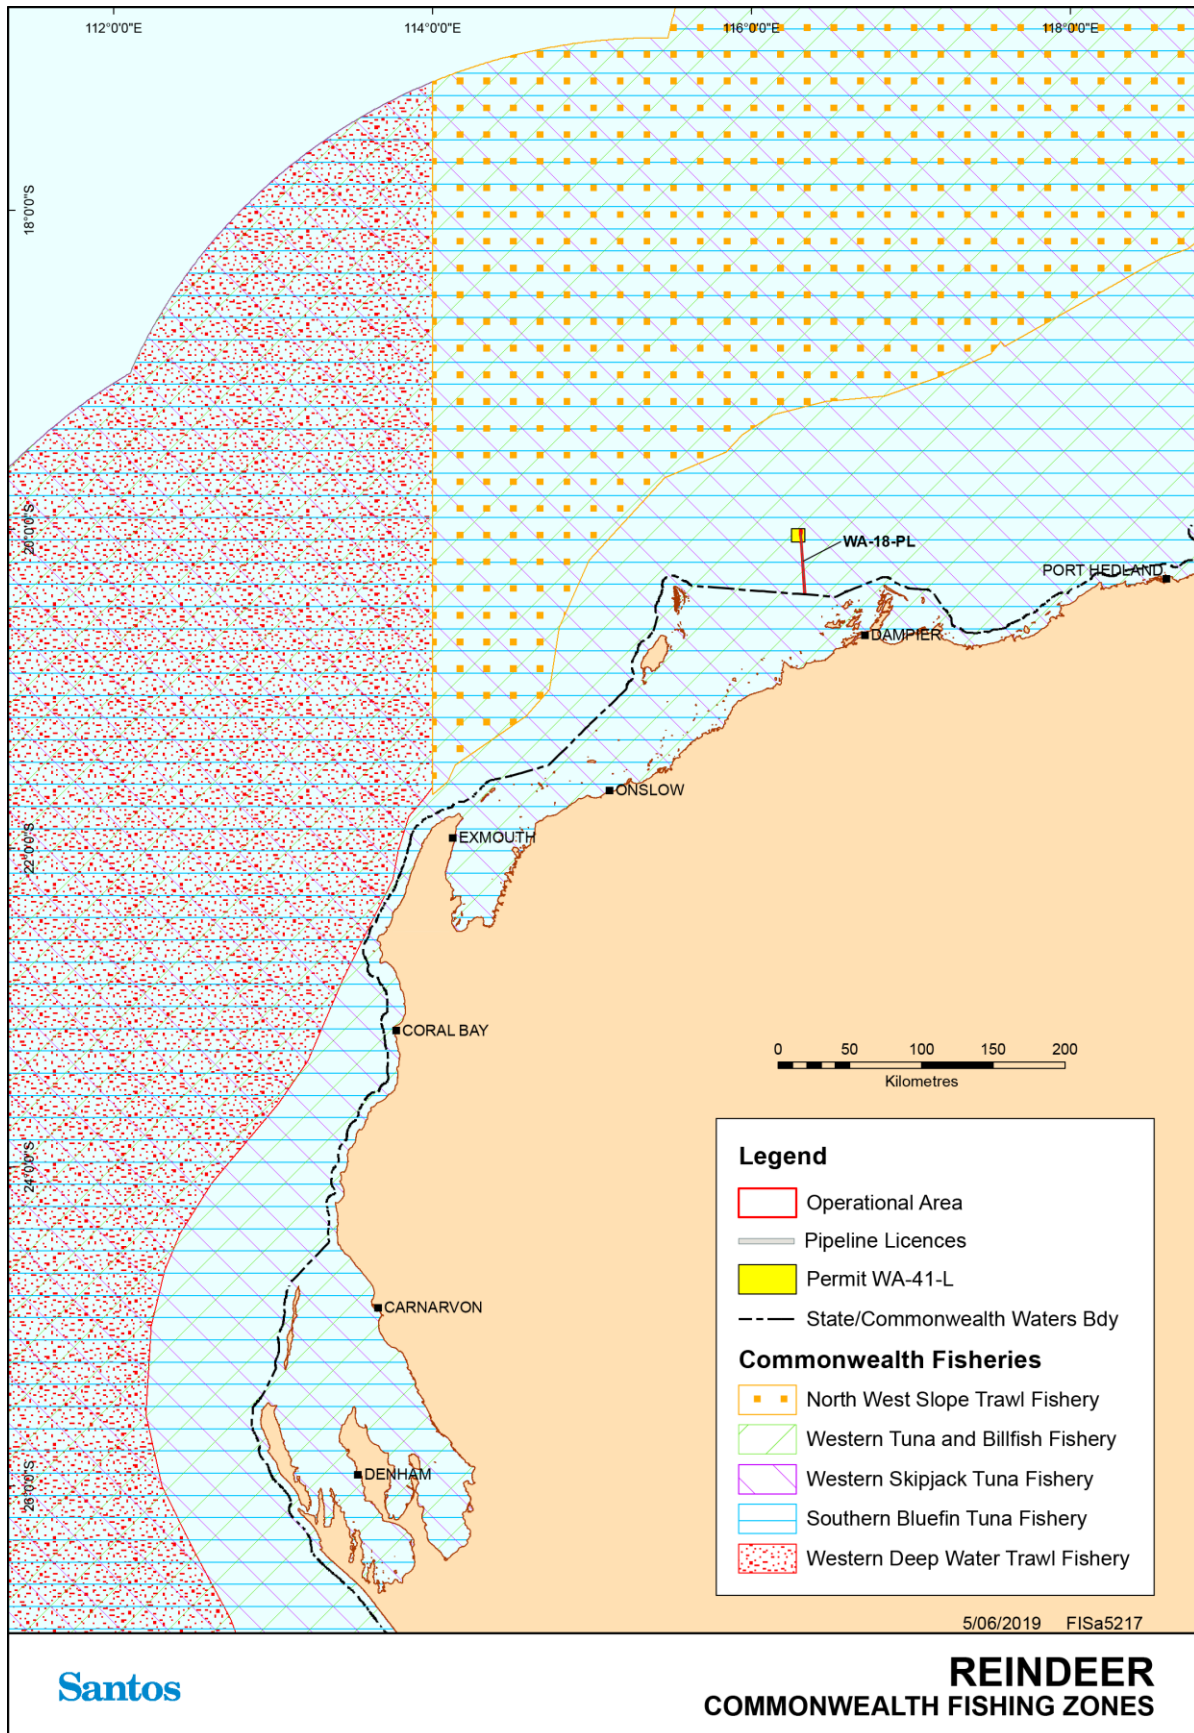 112°0'0"E
114°0'0"E
116°0'0"E
118°0'0"E
18°0'0"S
20°0'0"S
22°0'0"S
24°0'0"S
26°0'0"S
WA-18-PL
PORT HEDLAND
DAMPIER
ONSLOW
EXMOUTH
CORAL BAY
CARNARVON
DENHAM
0 50 100 150 200
Kilometres
Legend
Operational Area
Pipeline Licences
Permit WA-41-L
State/Commonwealth Waters Bdy
Commonwealth Fisheries
North West Slope Trawl Fishery
Western Tuna and Billfish Fishery
Western Skipjack Tuna Fishery
Southern Bluefin Tuna Fishery
Western Deep Water Trawl Fishery
5/06/2019 FISa5217
Santos
REINDEER
COMMONWEALTH FISHING ZONES